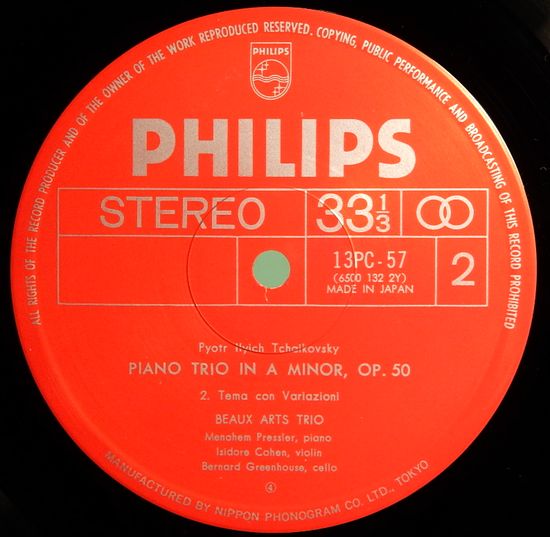 ALL RIGHTS OF THE RECORD PRODUCER AND OF THE OWNER OF THE WORK REPRODUCED RESERVED. COPYING, PUBLIC PERFORMANCE AND BROADCASTING OF THIS RECORD PROHIBITED
PHILIPS
PHILIPS
STEREO 33 1/3
13PC-57
(6500 132 2Y)
MADE IN JAPAN
2
Pyotr Ilyich Tchaikovsky
PIANO TRIO IN A MINOR, OP. 50
2. Tema con Variazioni
BEAUX ARTS TRIO
Menahem Pressler, piano
Isidore Cohen, violin
Bernard Greenhouse, cello
④
MANUFACTURED BY NIPPON PHONOGRAM CO. LTD., TOKYO